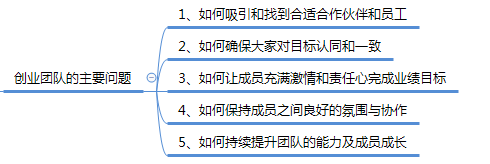 创业团队的主要问题
1、如何吸引和找到合适合作伙伴和员工
2、如何确保大家对目标认同和一致
3、如何让成员充满激情和责任心完成业绩目标
4、如何保持成员之间良好的氛围与协作
5、如何持续提升团队的能力及成员成长